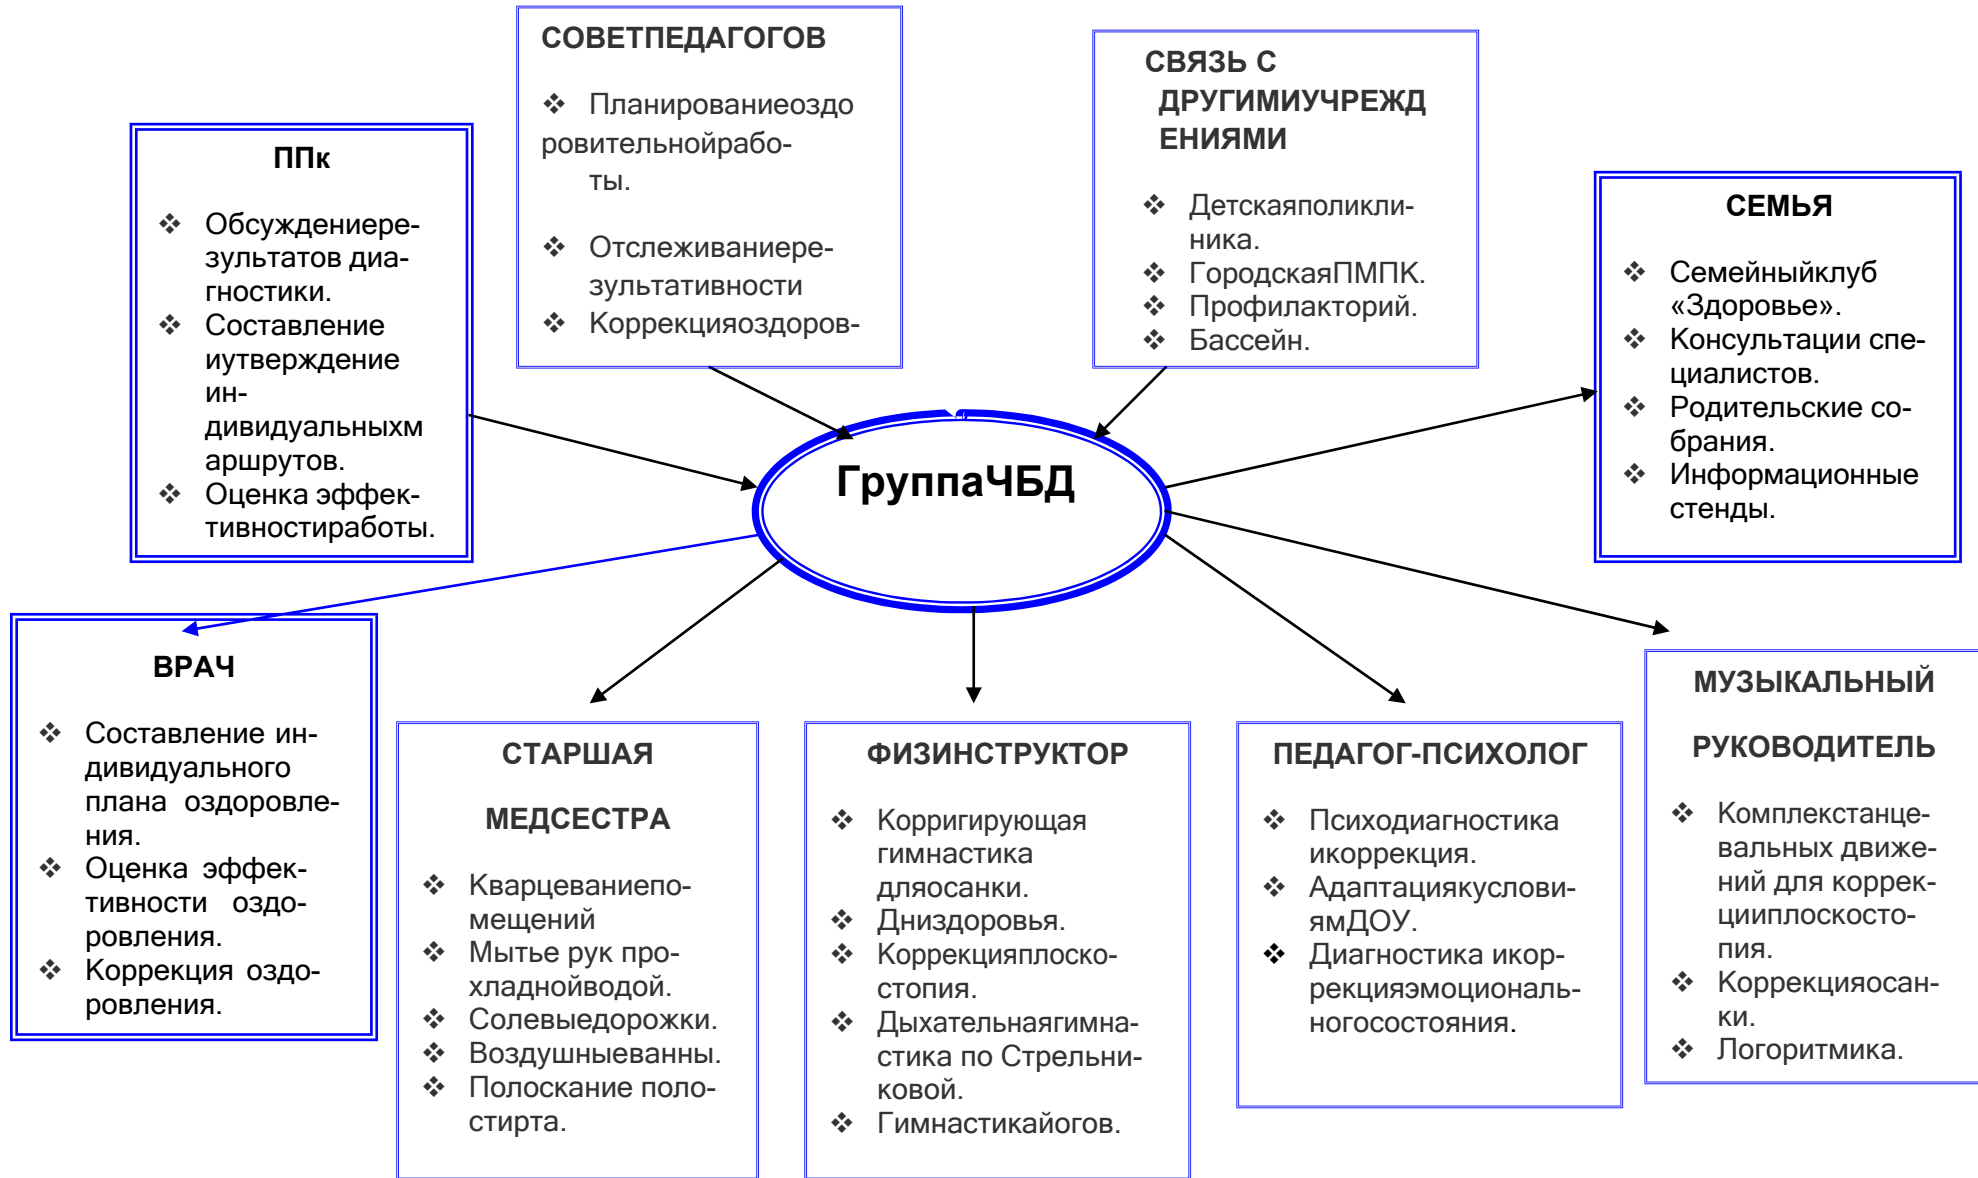 СОВЕТПЕДАГОГОВ
❖ Планированиеоздо
ровительнойрабо-
ты.
❖ Отслеживаниере-
зультативности
❖ Коррекцияоздоров-
СВЯЗЬ С
ДРУГИМИУЧРЕЖД
ЕНИЯМИ
❖ Детскаяполикли-
ника.
❖ ГородскаяПМПК.
❖ Профилакторий.
❖ Бассейн.
ППк
❖ Обсуждениере-
зультатов диа-
гностики.
❖ Составление
иутверждение
ин-
дивидуальныхм
аршрутов.
❖ Оценка эффек-
тивностиработы.
СЕМЬЯ
❖ Семейныйклуб
«Здоровье».
❖ Консультации спе-
циалистов.
❖ Родительские со-
брания.
❖ Информационные
стенды.
ГруппаЧБД
ВРАЧ
❖ Составление ин-
дивидуального
плана оздоровле-
ния.
❖ Оценка эффек-
тивности оздо-
ровления.
❖ Коррекция оздо-
ровления.
СТАРШАЯ
МЕДСЕСТРА
❖ Кварцеваниепо-
мещений
❖ Мытье рук про-
хладнойводой.
❖ Солевыедорожки.
❖ Воздушныеванны.
❖ Полоскание поло-
стирта.
ФИЗИНСТРУКТОР
❖ Корригирующая
гимнастика
дляосанки.
❖ Дниздоровья.
❖ Коррекцияплоско-
стопия.
❖ Дыхательнаягимна-
стика по Стрельни-
ковой.
❖ Гимнастикайогов.
ПЕДАГОГ-ПСИХОЛОГ
❖ Психодиагностика
икоррекция.
❖ Адаптациякуслови-
ямДОУ.
❖ Диагностика икор-
рекцияэмоциональ-
ногосостояния.
МУЗЫКАЛЬНЫЙ
РУКОВОДИТЕЛЬ
❖ Комплекстанце-
вальных движе-
ний для коррек-
цииплоскосто-
пия.
❖ Коррекцияосан-
ки.
❖ Логоритмика.